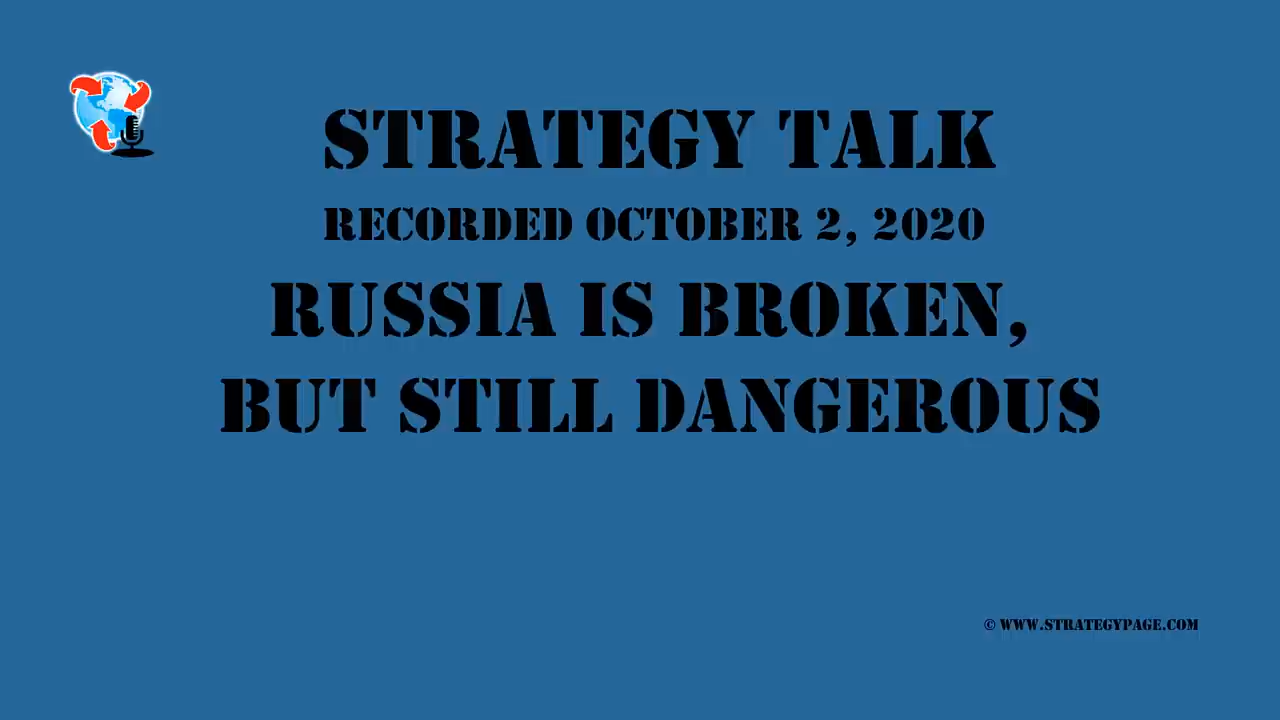 STRATEGY TALK
RECORDED OCTOBER 2, 2020
RUSSIA IS BROKEN,
BUT STILL DANGEROUS
© WWW.STRATEGYPAGE.COM